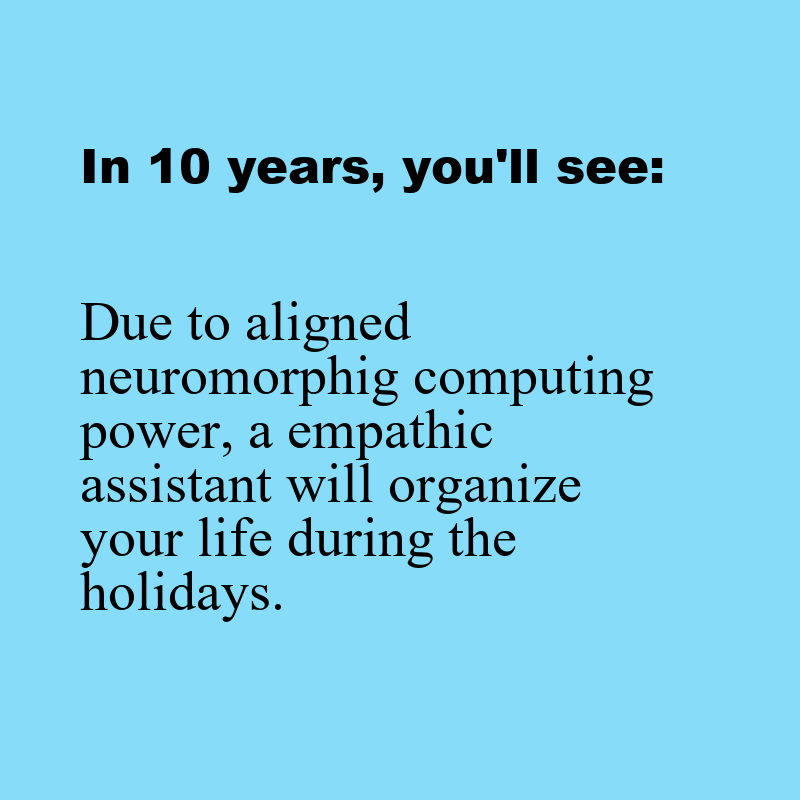 In 10 years, you'll see:
Due to aligned
neuromorphig computing
power, a empathic
assistant will organize
your life during the
holidays.